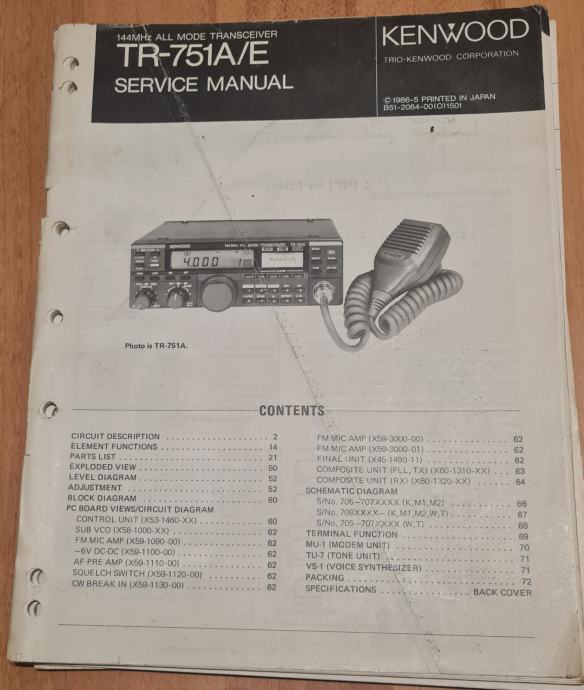 144MHz ALL MODE TRANSCEIVER
TR-751A/E
SERVICE MANUAL
KENWOOD
TRIO-KENWOOD CORPORATION
© 1986-5 PRINTED IN JAPAN
B51-2084-00(O)1501
KENWOOD
144MHz ALL MODE TRANSCEIVER TR-751A
4.000 1
KENWOOD
Photo is TR-751A.
CONTENTS
CIRCUIT DESCRIPTION 2
ELEMENT FUNCTIONS 14
PARTS LIST 21
EXPLODED VIEW 50
LEVEL DIAGRAM 52
ADJUSTMENT 52
BLOCK DIAGRAM 60
PC BOARD VIEWS/CIRCUIT DIAGRAM
CONTROL UNIT (X53-1460-XX) 60
SUB VCO (X58-1000-XX) 62
FM MIC AMP (X59-1090-00) 62
−6V DC-DC (X59-1100-00) 62
AF PRE AMP (X59-1110-00) 62
SQUELCH SWITCH (X59-1120-00) 62
CW BREAK IN (X59-1130-00) 62
FM MIC AMP (X59-3000-00) 62
FM MIC AMP (X59-3000-01) 62
FINAL UNIT (X45-1490-11) 62
COMPOSITE UNIT (PLL, TX) (X60-1310-XX) 63
COMPOSITE UNIT (RX) (X60-1320-XX) 64
SCHEMATIC DIAGRAM
S/No. 705~707XXXX (K,M1,M2) 66
S/No. 708XXXX~ (K,M1,M2,W,T) 67
S/No. 705~707XXXX (W,T) 68
TERMINAL FUNCTION 69
MU-1 (MODEM UNIT) 70
TU-7 (TONE UNIT) 71
VS-1 (VOICE SYNTHESIZER) 71
PACKING 72
SPECIFICATIONS BACK COVER